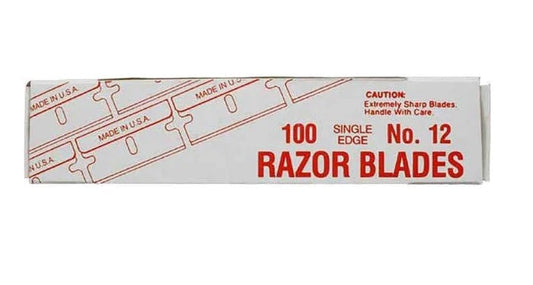 MADE IN U.S.A.
MADE IN U.S.A.
MADE IN U.S.A.
N U.S.A.
CAUTION:
Extremely Sharp Blades.
Handle With Care.
100 SINGLE EDGE No. 12
RAZOR BLADES